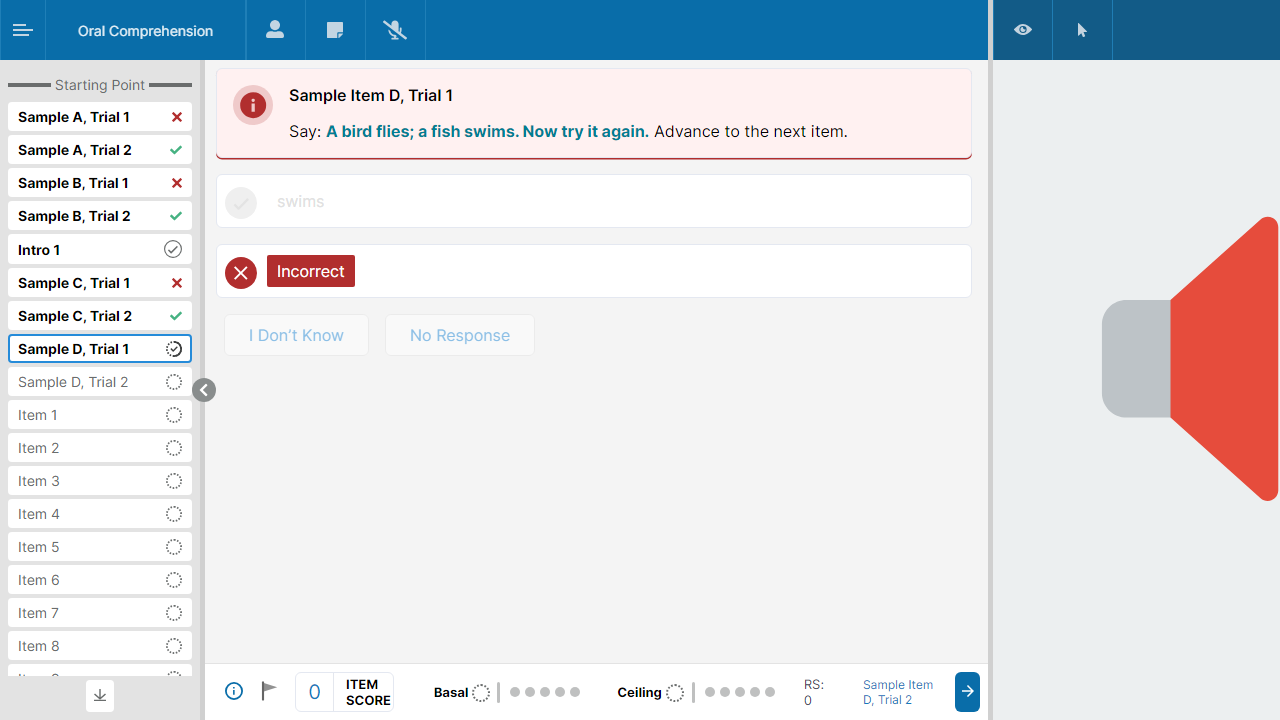 Oral Comprehension
Starting Point
Sample A, Trial 1
Sample A, Trial 2
Sample B, Trial 1
Sample B, Trial 2
Intro 1
Sample C, Trial 1
Sample C, Trial 2
Sample D, Trial 1
Sample D, Trial 2
Item 1
Item 2
Item 3
Item 4
Item 5
Item 6
Item 7
Item 8
Sample Item D, Trial 1
Say: A bird flies; a fish swims. Now try it again. Advance to the next item.
swims
Incorrect
I Don't Know
No Response
0
ITEM
SCORE
Basal
Ceiling
RS:
0
Sample Item
D, Trial 2